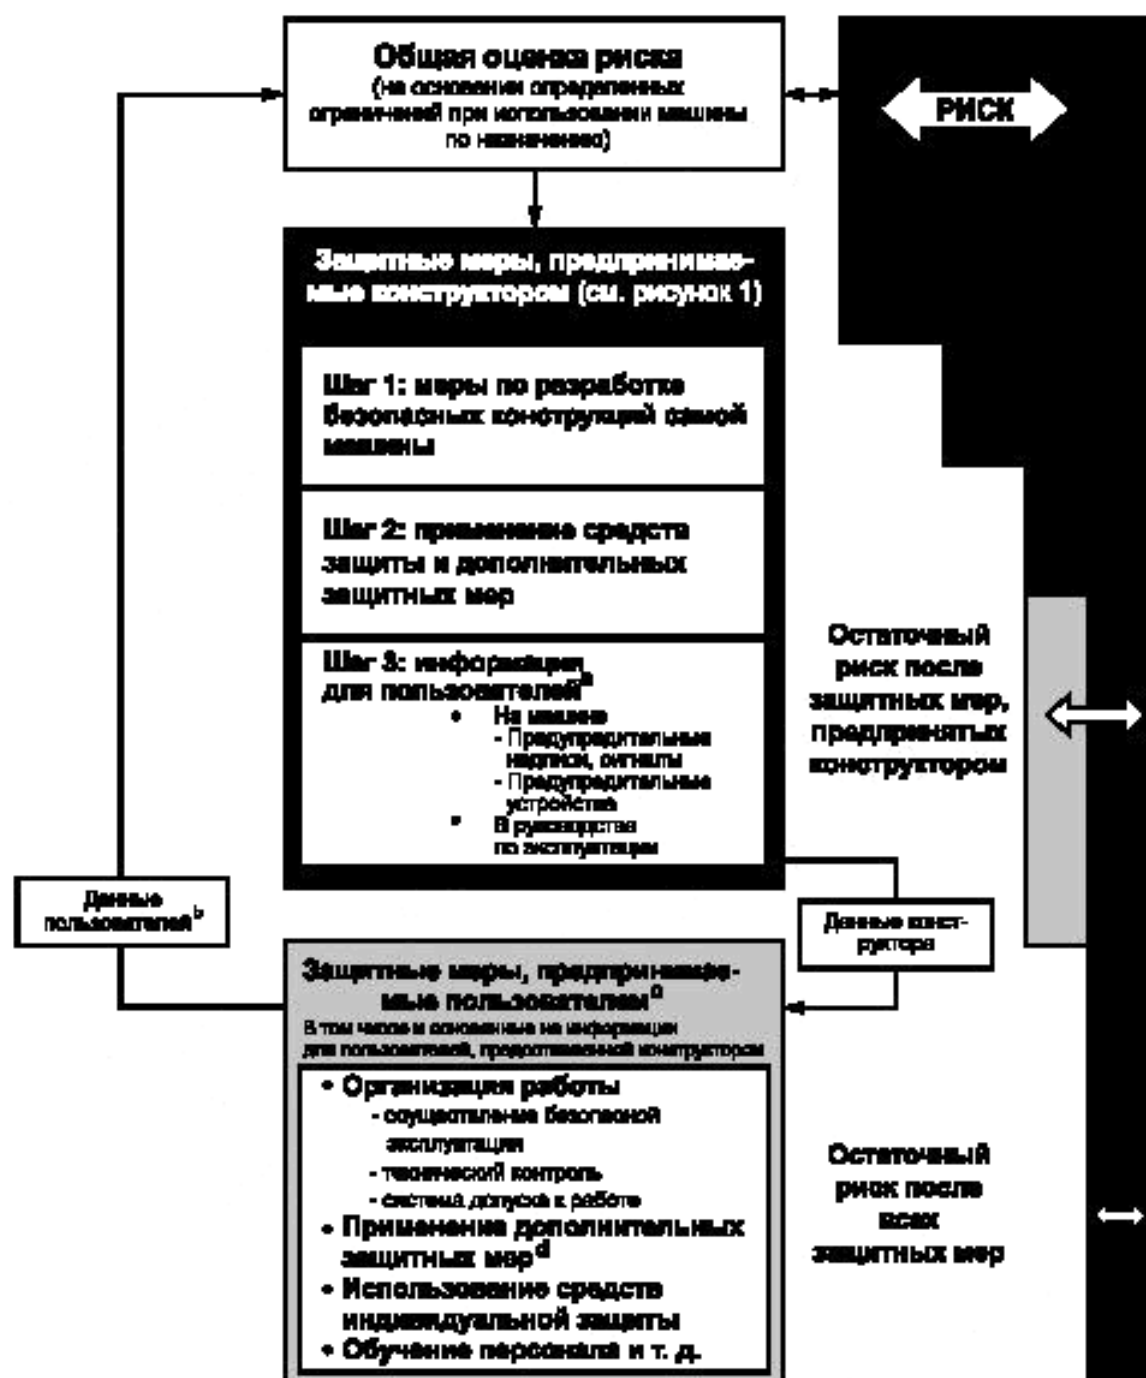 Общая оценка риска
(на основании определенных
ограничений при использовании машины
по назначению)
РИСК
Защитные меры, предпринимае-
мые конструктором (см. рисунок 1)
Шаг 1: меры по разработке
безопасных конструкций самой
машины
Шаг 2: применение средств
защиты и дополнительных
защитных мер
Шаг 3: информация
для пользователей a
• На машине
- Предупредительные
надписи, сигналы
- Предупредительные
устройства
• В руководстве
по эксплуатации
Остаточный
риск после
защитных мер,
предпринятых
конструктором
Данные
пользователей b
Данные конст-
руктора
Защитные меры, предпринимае-
мые пользователем c
В том числе и основанные на информации
для пользователей, предоставленной конструктором
• Организация работы
- осуществление безопасной
эксплуатации
- технический контроль
- система допуска к работе
• Применение дополнительных
защитных мер d
• Использование средств
индивидуальной защиты
• Обучение персонала и т. д.
Остаточный
риск после
всех
защитных мер